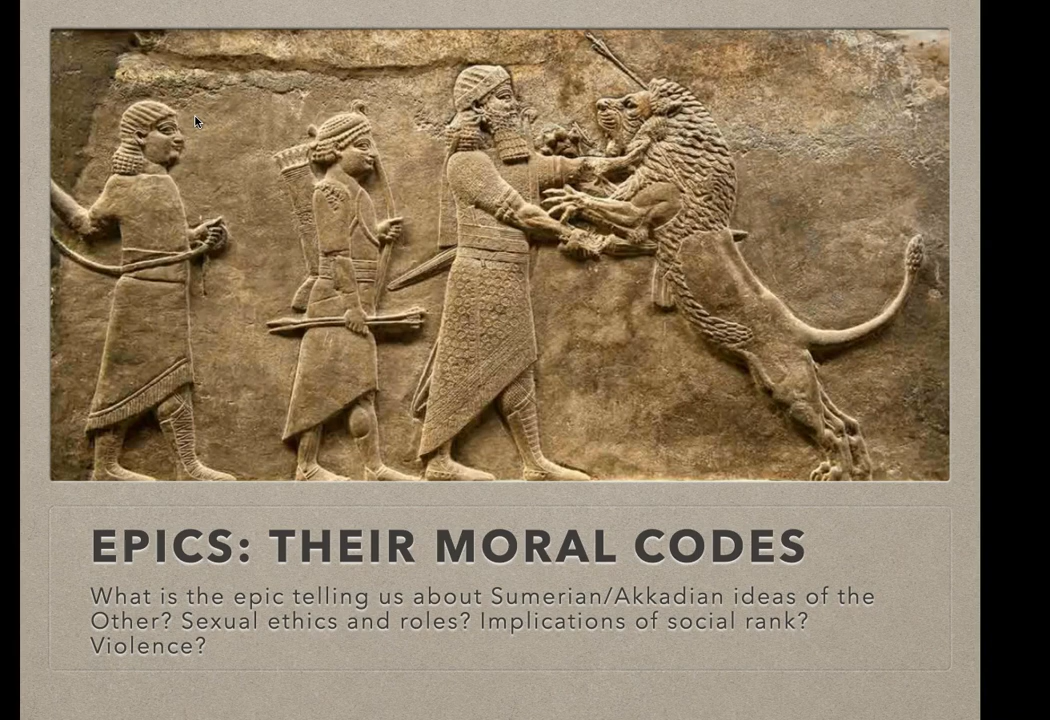 EPICS: THEIR MORAL CODES
What is the epic telling us about Sumerian/Akkadian ideas of the
Other? Sexual ethics and roles? Implications of social rank?
Violence?